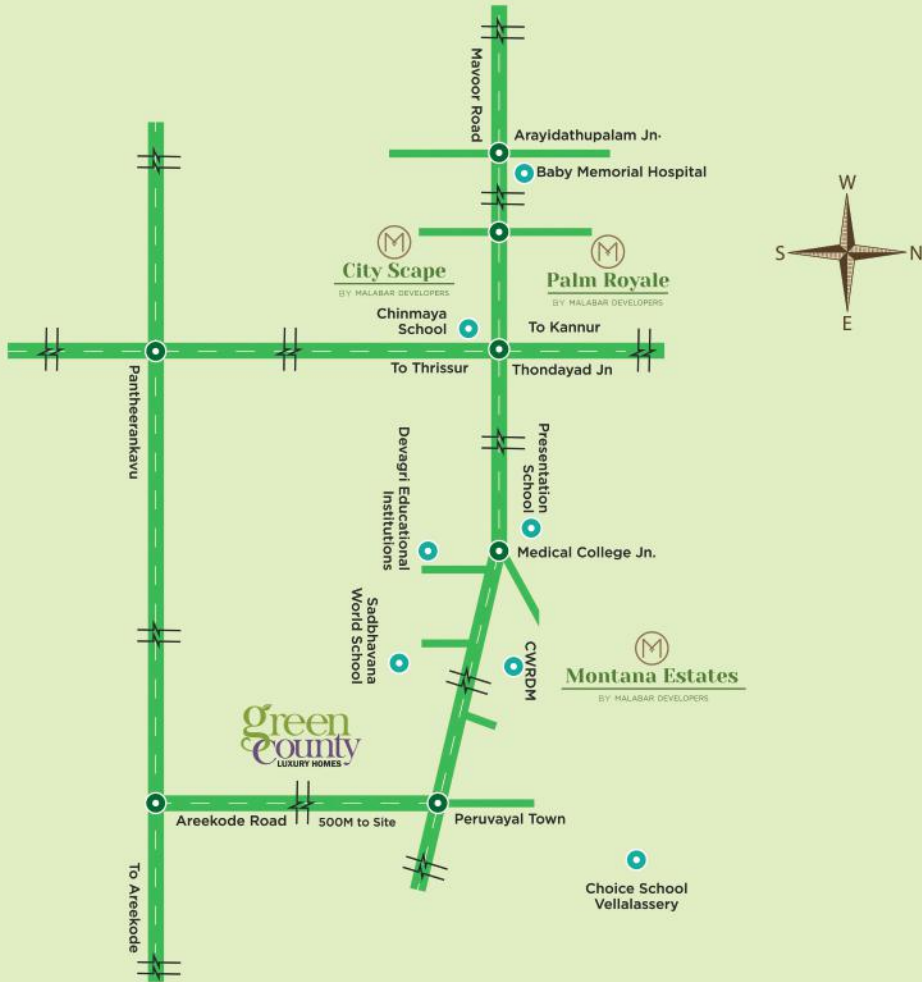 Mavoor Road
Arayidathupalam Jn.
Baby Memorial Hospital
W
S
N
E
M
City Scape
BY MALABAR DEVELOPERS
M
Palm Royale
BY MALABAR DEVELOPERS
Chinmaya
School
To Kannur
To Thrissur
Thondayad Jn
Pantheerankavu
Devagri Educational
Institutions
Presentation
School
Medical College Jn.
Sadbhavana
World School
CWRDM
M
Montana Estates
BY MALABAR DEVELOPERS
green
county
LUXURY HOMES
Areekode Road
500M to Site
Peruvayal Town
To Areekode
Choice School
Vellalassery